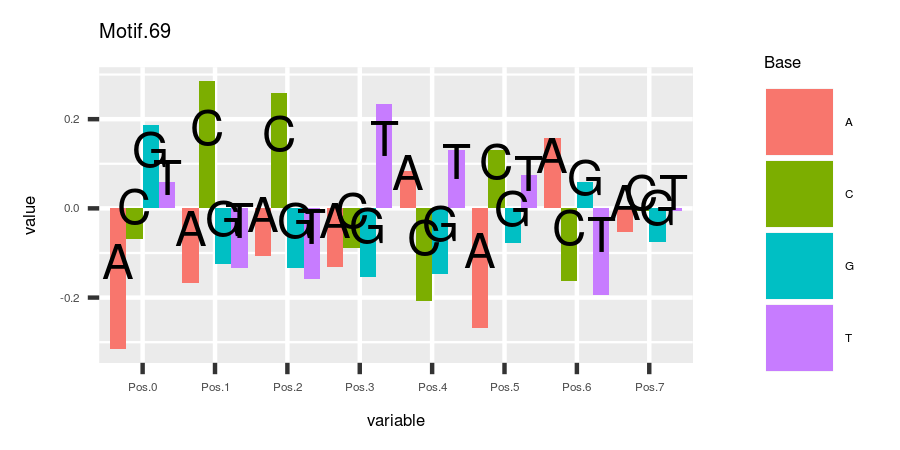 Motif.69
Base
A
C
G
T
value
0.2
0.0
-0.2
A C G T A C G T A C G T A C G T A C G T A C G T A C G T A C G T
Pos.0 Pos.1 Pos.2 Pos.3 Pos.4 Pos.5 Pos.6 Pos.7
variable